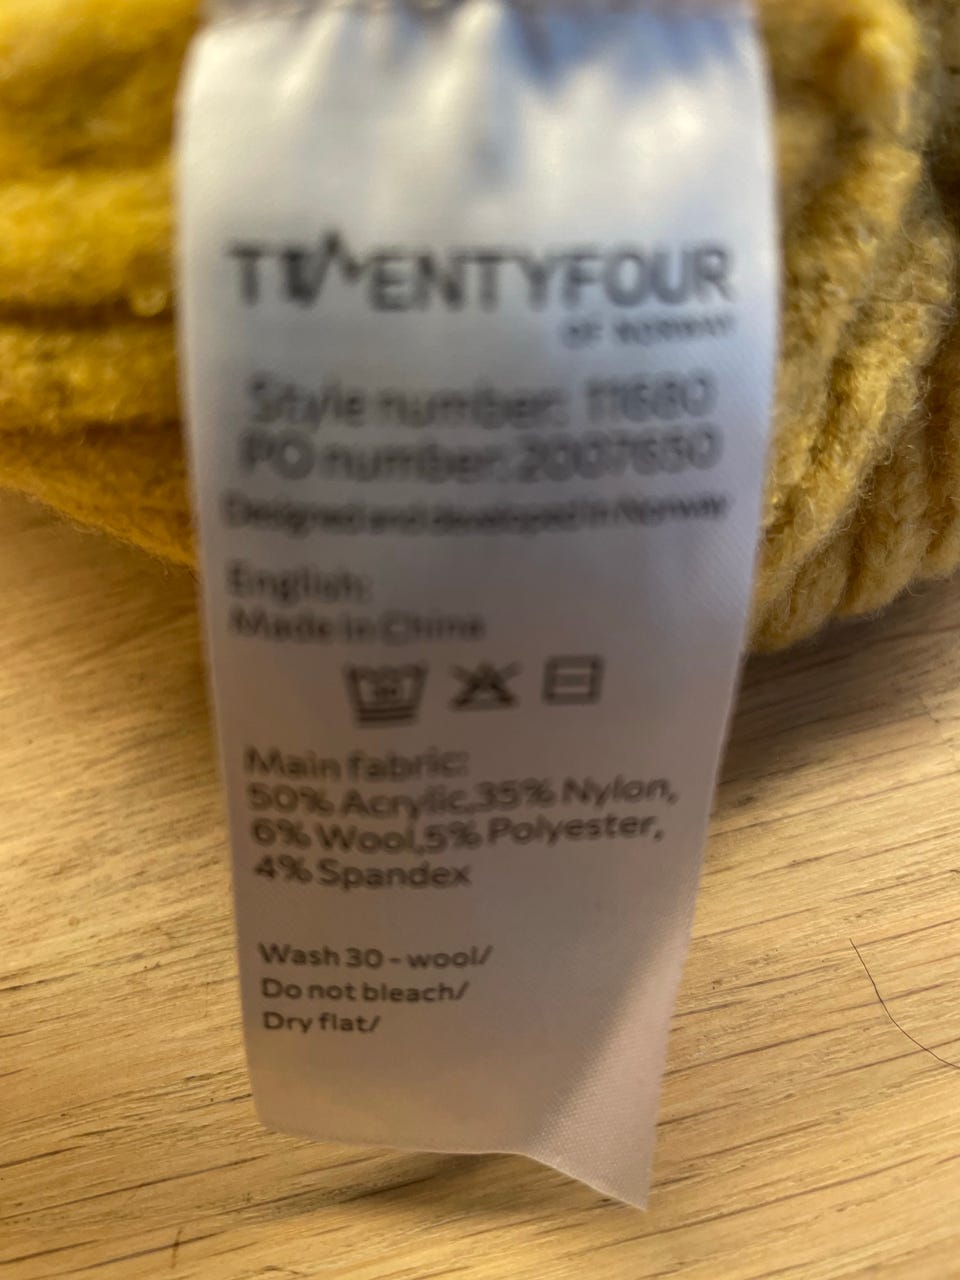 TWENTYFOUR
OF NORWAY
Style number: 11680
PO number: 2007650
Designed and developed in Norway
English:
Made in China
30
Main fabric:
50% Acrylic,35% Nylon,
6% Wool,5% Polyester,
4% Spandex
Wash 30 - wool/
Do not bleach/
Dry flat/